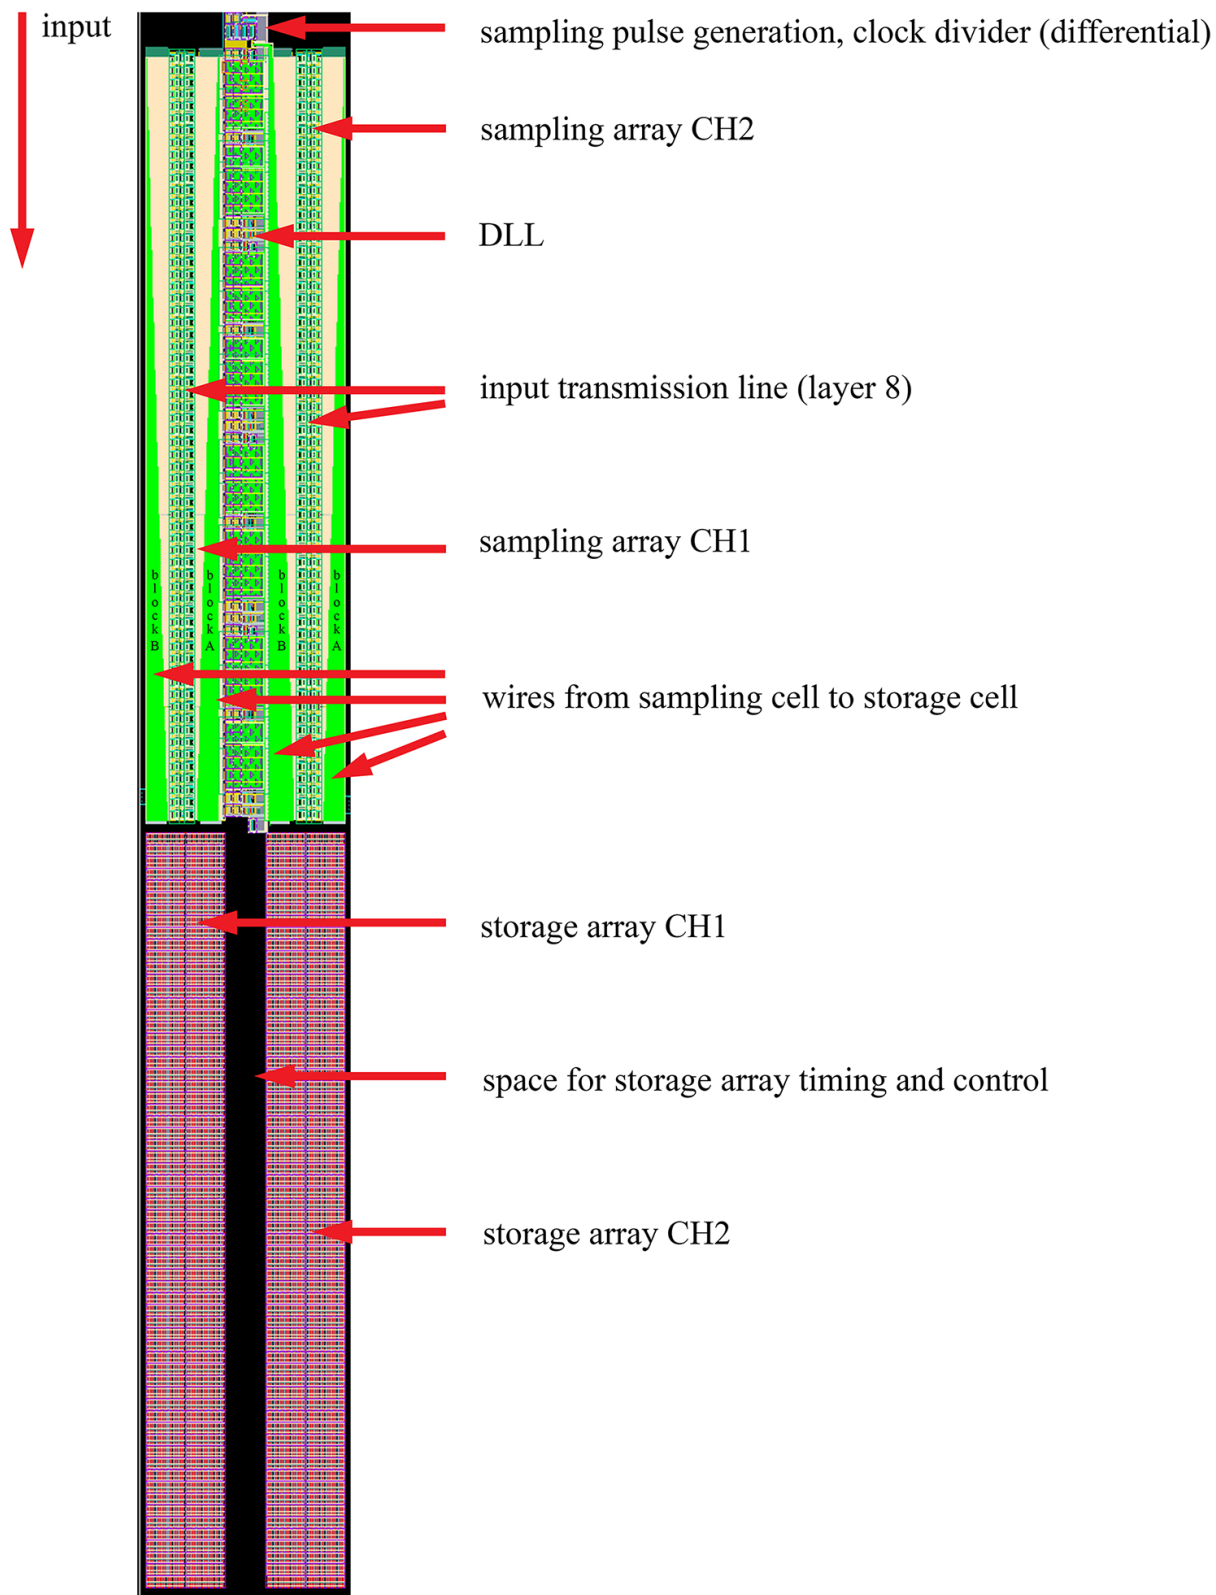 input
sampling pulse generation, clock divider (differential)
sampling array CH2
DLL
input transmission line (layer 8)
sampling array CH1
block B
block A
block B
block A
wires from sampling cell to storage cell
storage array CH1
space for storage array timing and control
storage array CH2